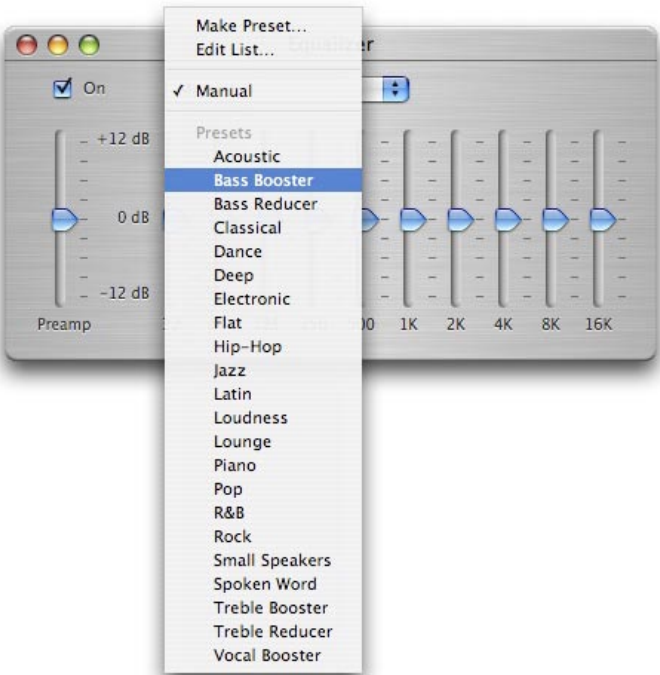 Make Preset...
Edit List...
On
✓ Manual
Presets
Acoustic
Bass Booster
Bass Reducer
Classical
Dance
Deep
Electronic
Flat
Hip-Hop
Jazz
Latin
Loudness
Lounge
Piano
Pop
R&B
Rock
Small Speakers
Spoken Word
Treble Booster
Treble Reducer
Vocal Booster
+12 dB
0 dB
-12 dB
Preamp
1K 2K 4K 8K 16K